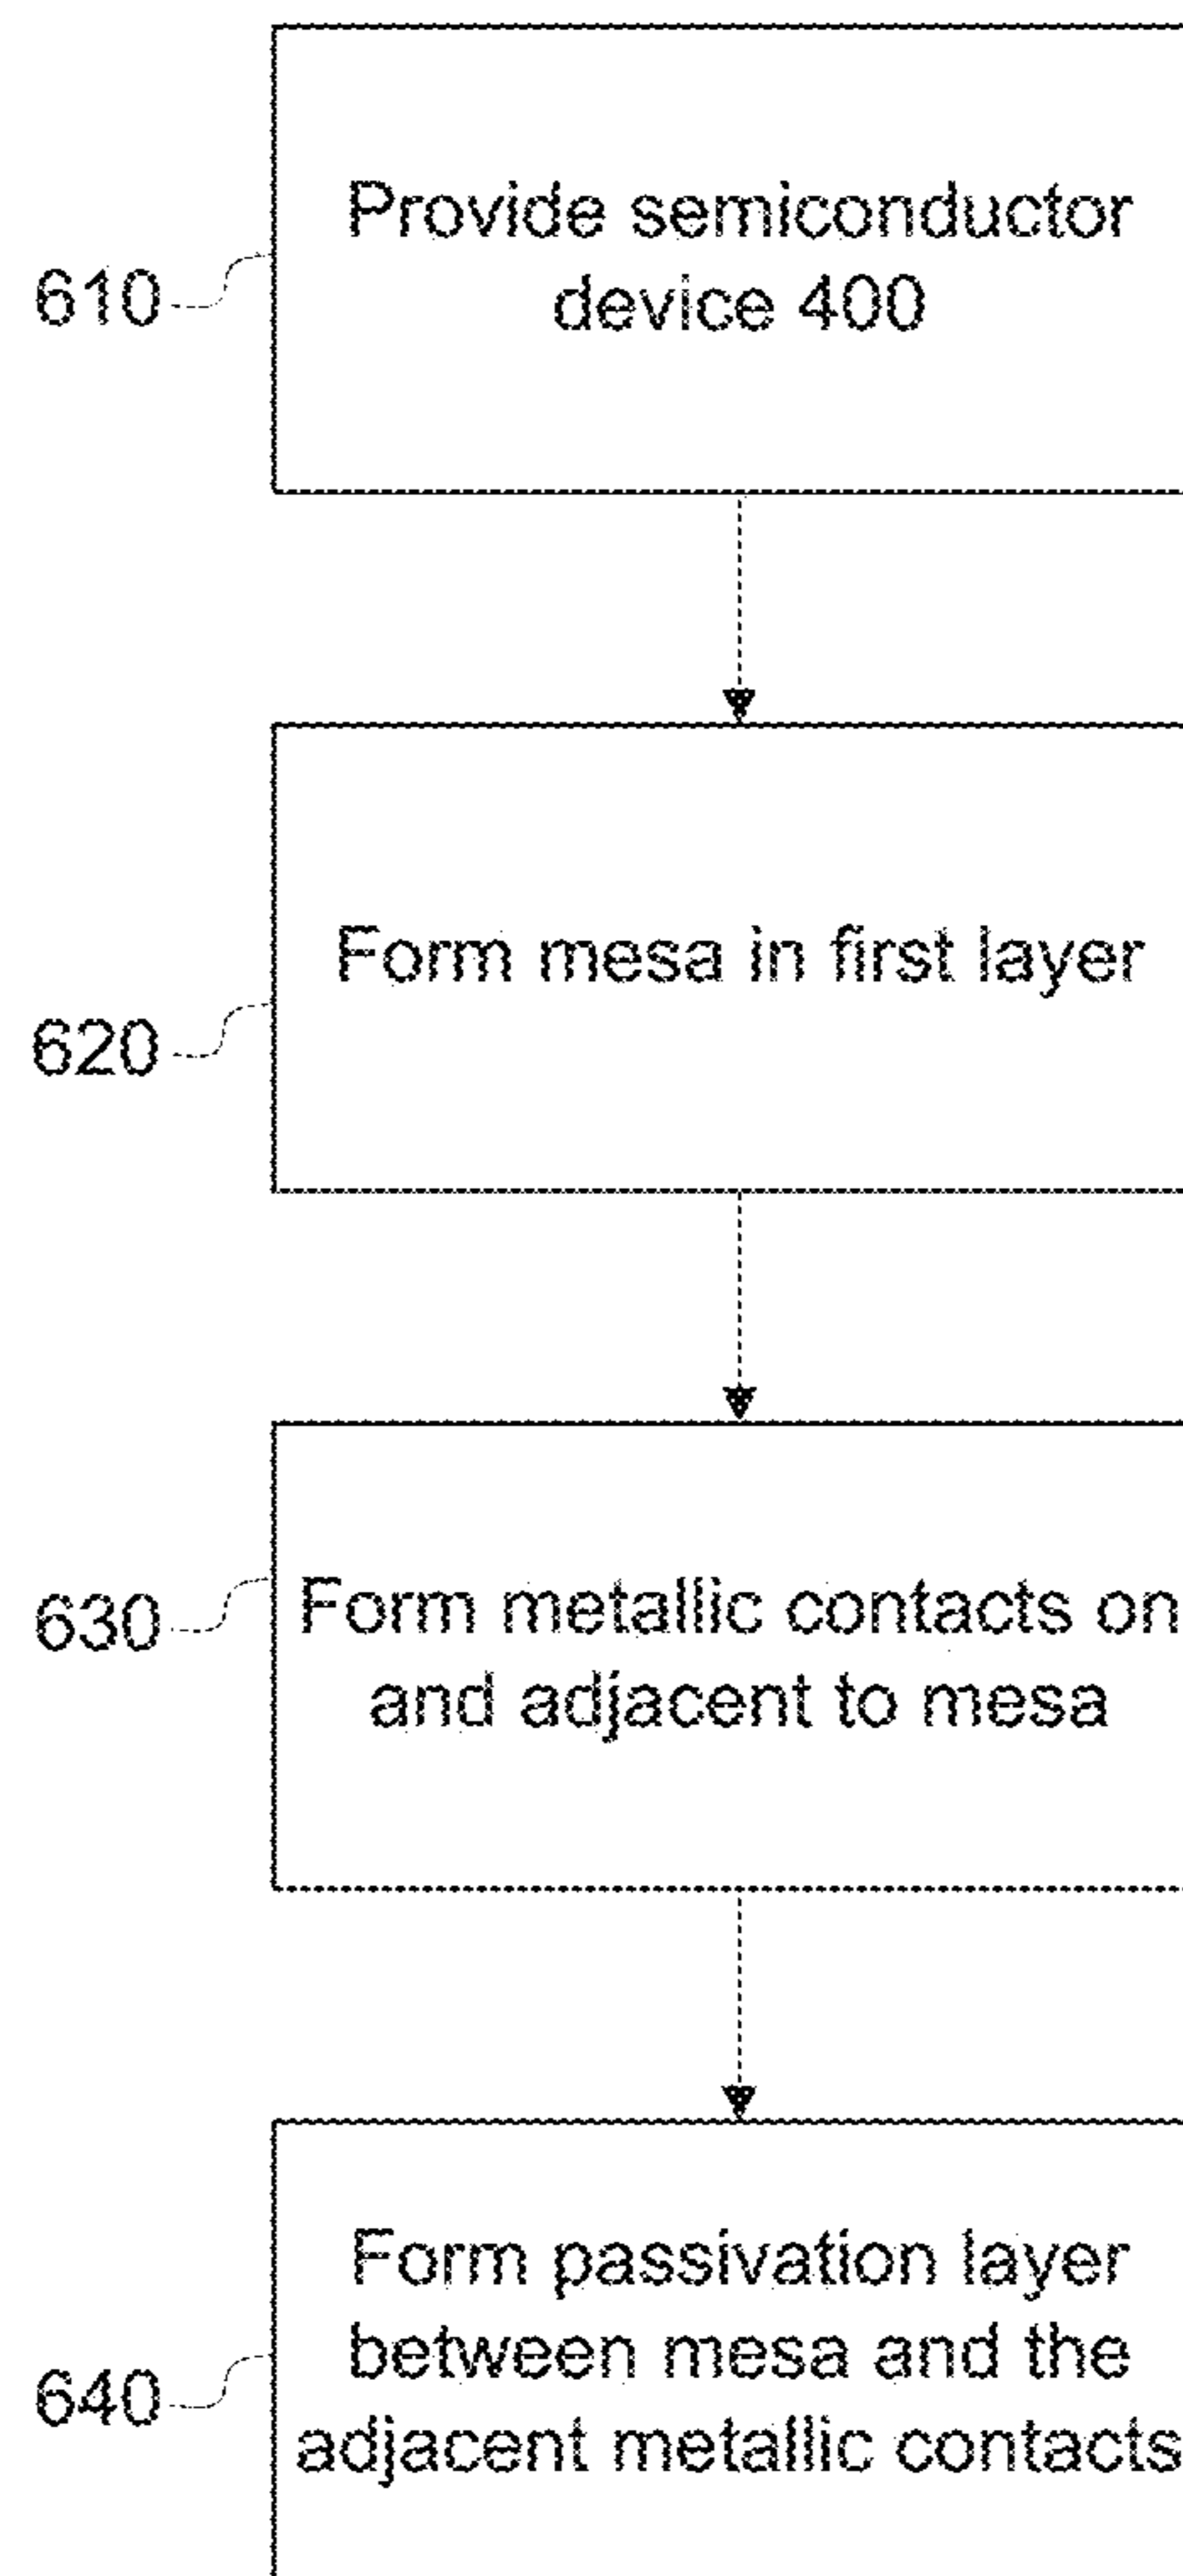 Provide semiconductor
device 400
610
Form mesa in first layer
620
Form metallic contacts on
and adjacent to mesa
630
Form passivation layer
between mesa and the
adjacent metallic contacts
640